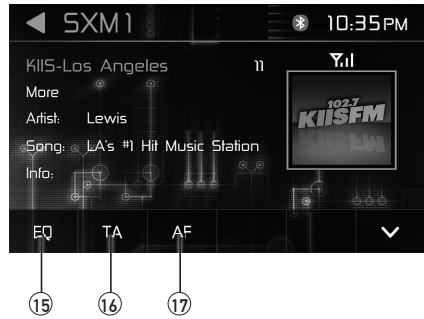 SXM1 10:35PM
KIIS-Los Angeles 11
More
Artist: Lewis
Song: LA's #1 Hit Music Station
Info:
102.7
KIISFM
EQ TA AF
15 16 17